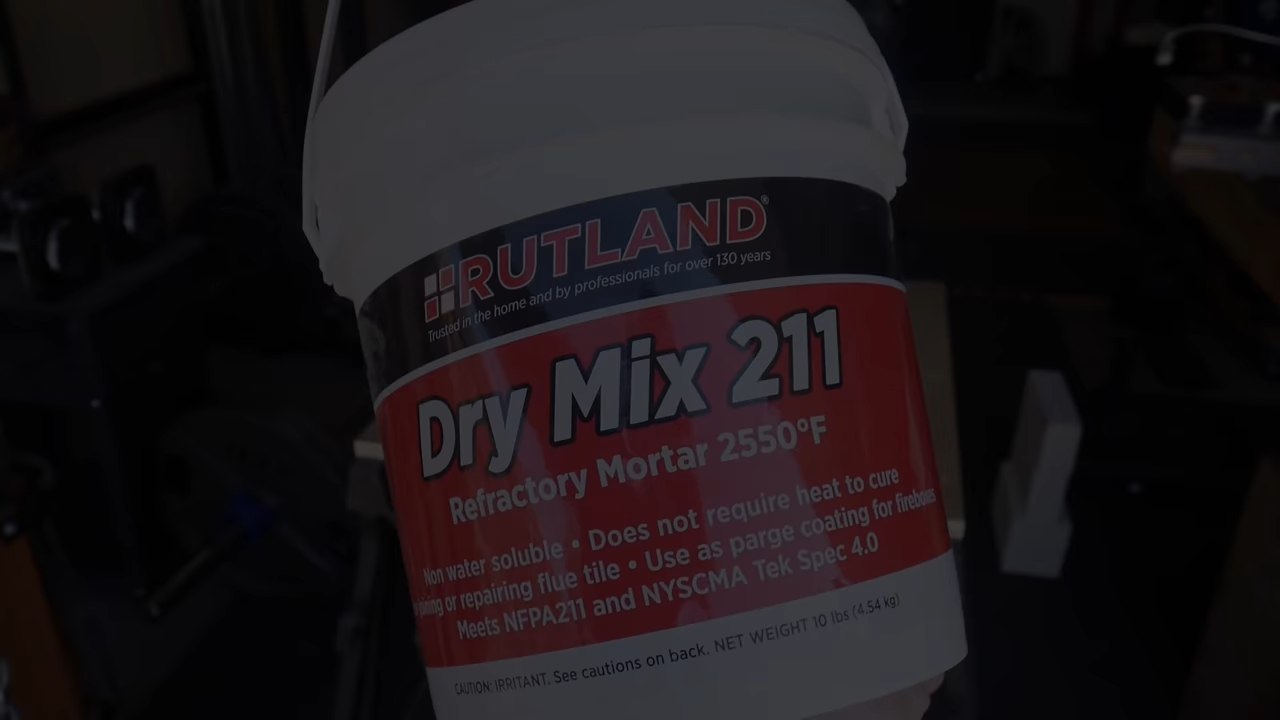 RUTLAND®
Trusted in the home and by professionals for over 130 years
Dry Mix 211
Refractory Mortar 2550°F
Non water soluble • Does not require heat to cure
or repairing flue tile • Use as parge coating for fireboxes
Meets NFPA211 and NYSCMA Tek Spec 4.0
CAUTION: IRRITANT. See cautions on back. NET WEIGHT 10 lbs (4.54 kg)